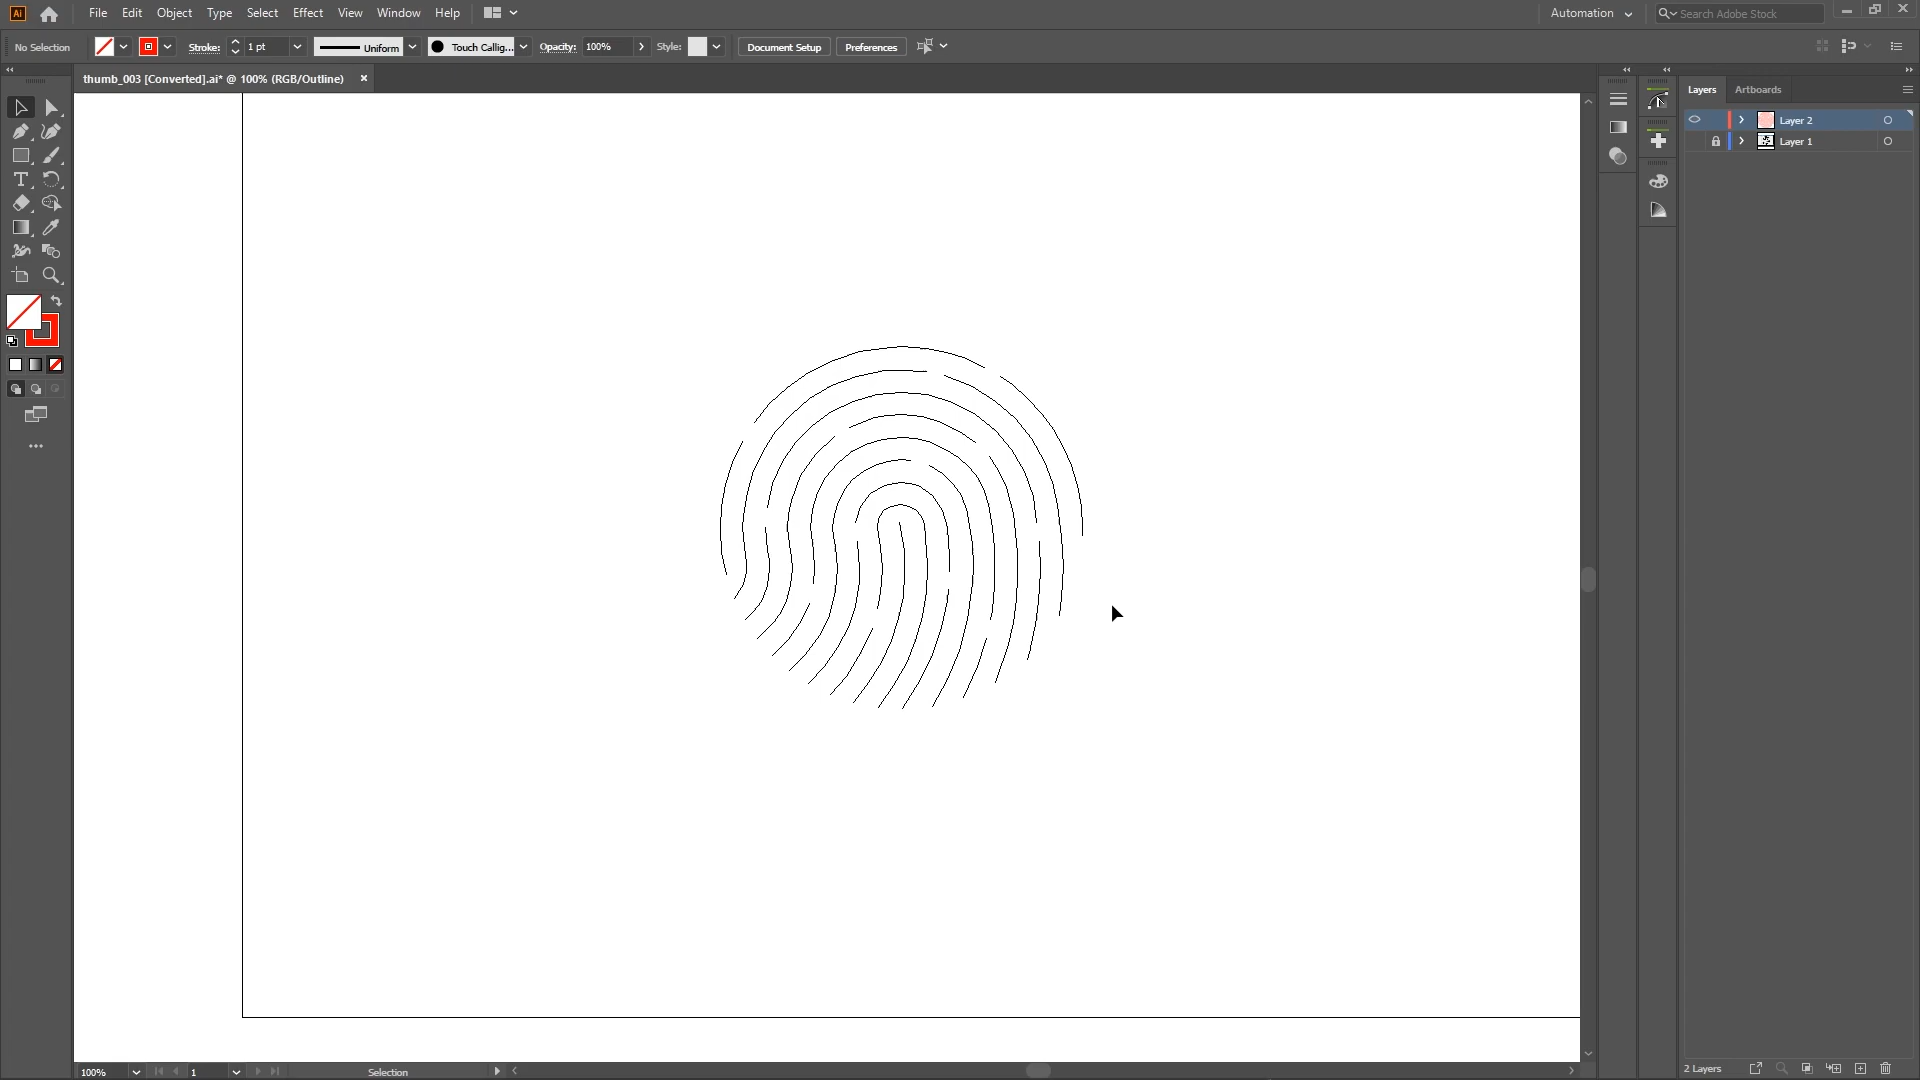 Ai File Edit Object Type Select Effect View Window Help Automation Search Adobe Stock
No Selection Stroke: 1 pt Uniform Touch Callig... Opacity: 100% Style: Document Setup Preferences
thumb_003 [Converted].ai* @ 100% (RGB/Outline)
Layers Artboards
Layer 2
Layer 1
100% 1 Selection 2 Layers